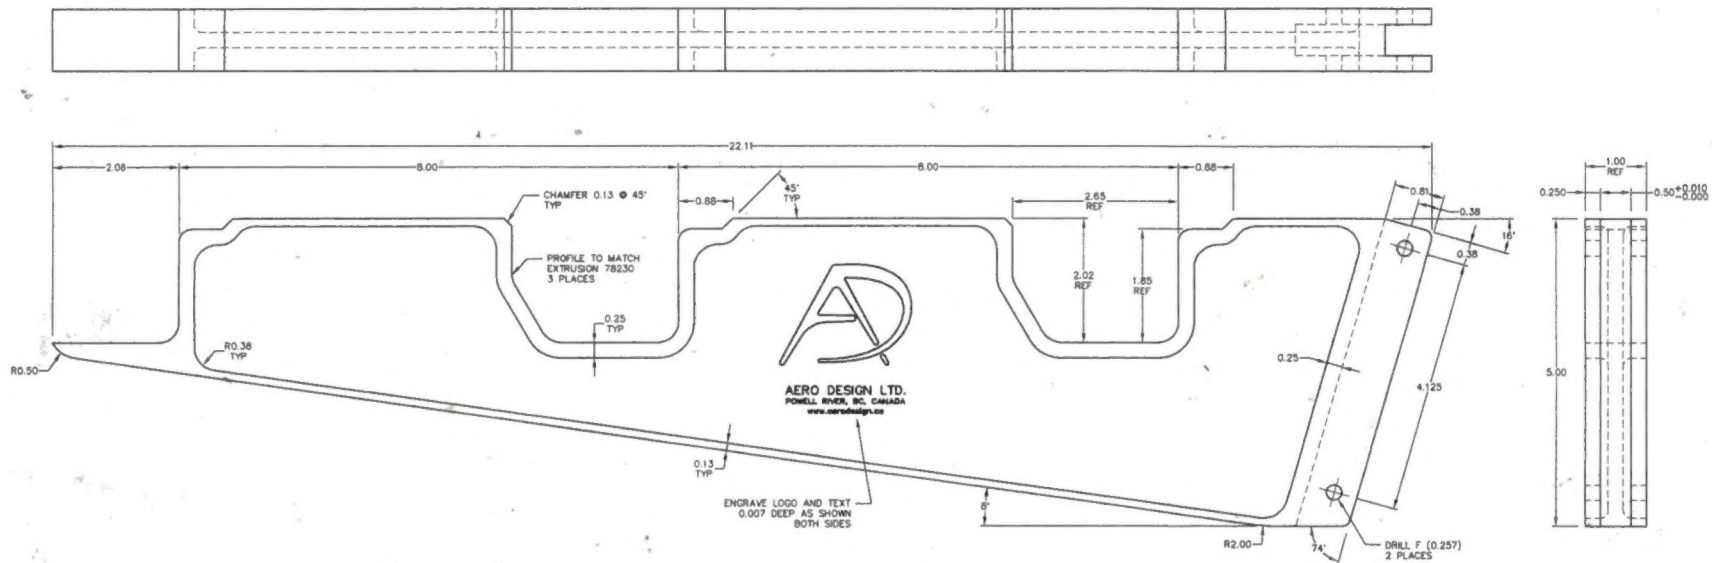 22.11
2.06
8.00
8.00
0.88
CHAMFER 0.13 @ 45°
TYP
0.88
45°
TYP
2.65
REF
0.81
0.38
16°
0.38
1.00
REF
0.250
0.50 +0.010
-0.000
PROFILE TO MATCH
EXTRUSION 78230
3 PLACES
2.02
REF
1.85
REF
0.25
TYP
R0.38
TYP
R0.50
0.25
4.125
5.00
AERO DESIGN LTD.
POWELL RIVER, BC, CANADA
www.aerodesign.ca
0.13
TYP
ENGRAVE LOGO AND TEXT
0.007 DEEP AS SHOWN
BOTH SIDES
8°
R2.00
74°
DRILL F (0.257)
2 PLACES